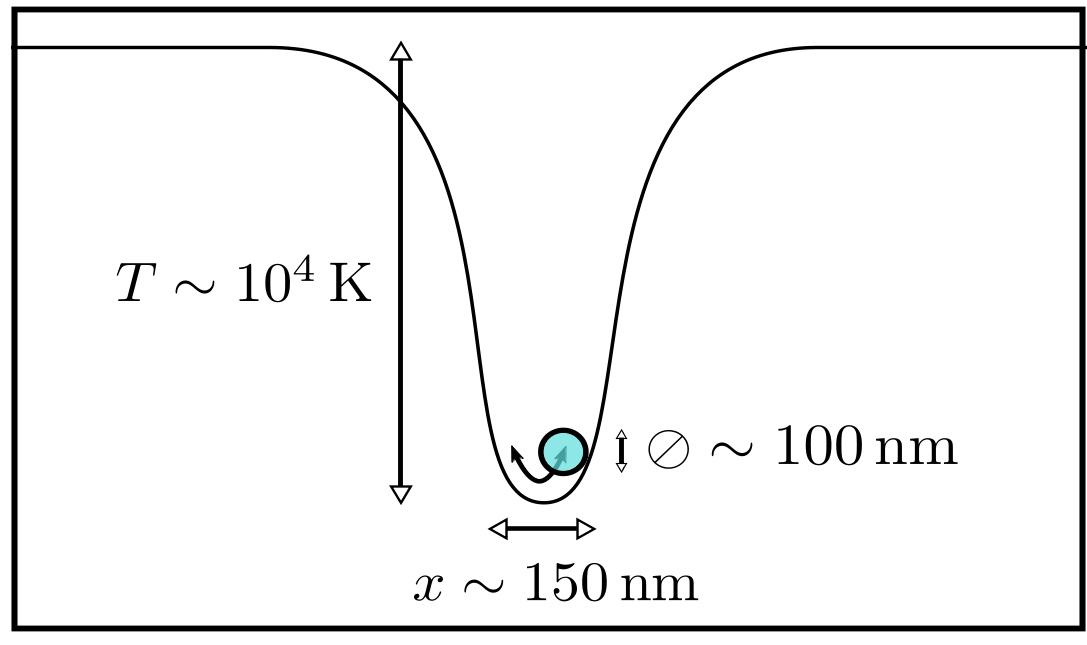 T ∼ 10⁴ K
∅ ∼ 100 nm
x ∼ 150 nm